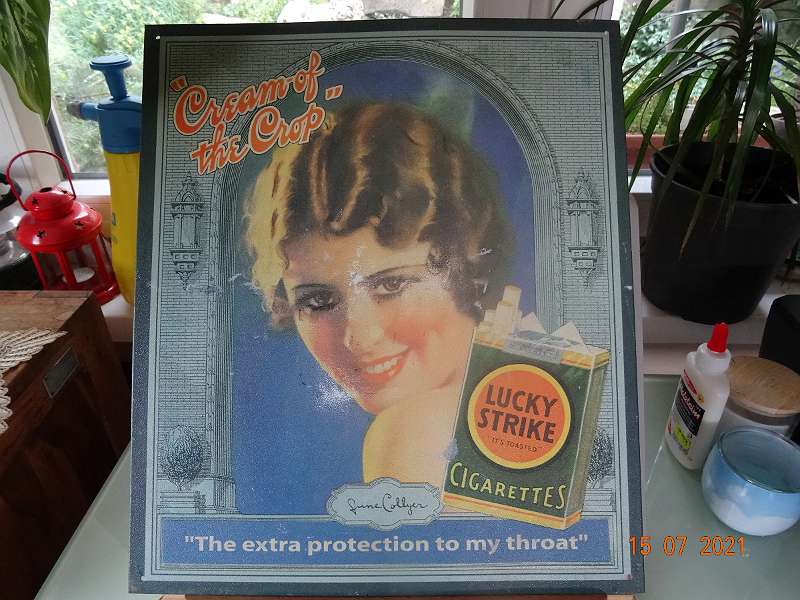 "Cream of
the Crop"
LUCKY
STRIKE
"IT'S TOASTED"
CIGARETTES
June Collyer
"The extra protection to my throat"
15 07 2021